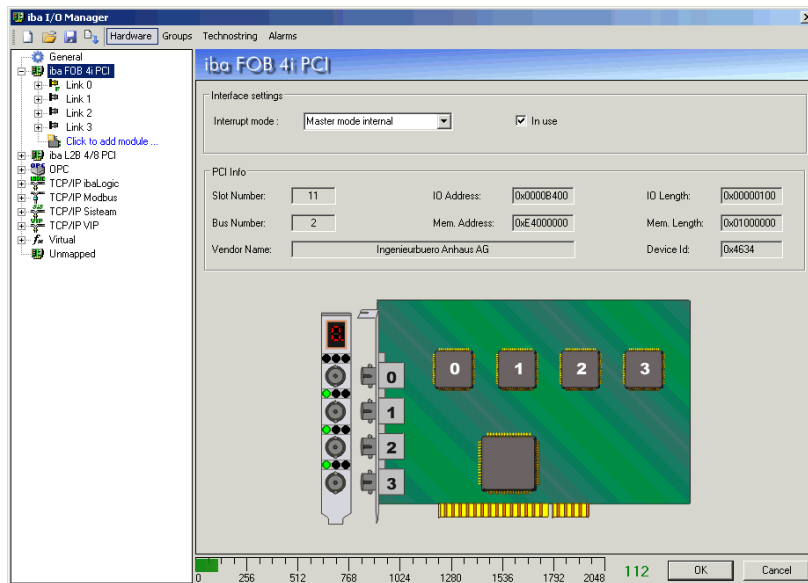 iba I/O Manager
Hardware Groups Technostring Alarms
General
iba FOB 4i PCI
Link 0
Link 1
Link 2
Link 3
Click to add module ...
iba L2B 4/8 PCI
OPC
TCP/IP ibaLogic
TCP/IP Modbus
TCP/IP Sisteam
TCP/IP VIP
Virtual
Unmapped
iba FOB 4i PCI
Interface settings
Interrupt mode : Master mode internal In use
PCI Info
Slot Number: 11 IO Address: 0x0000B400 IO Length: 0x00000100
Bus Number: 2 Mem. Address: 0xE4000000 Mem. Length: 0x01000000
Vendor Name: Ingenieurbuero Anhaus AG Device Id: 0x4634
0 1 2 3
0
1
2
3
0 256 512 768 1024 1280 1536 1792 2048 112 OK Cancel